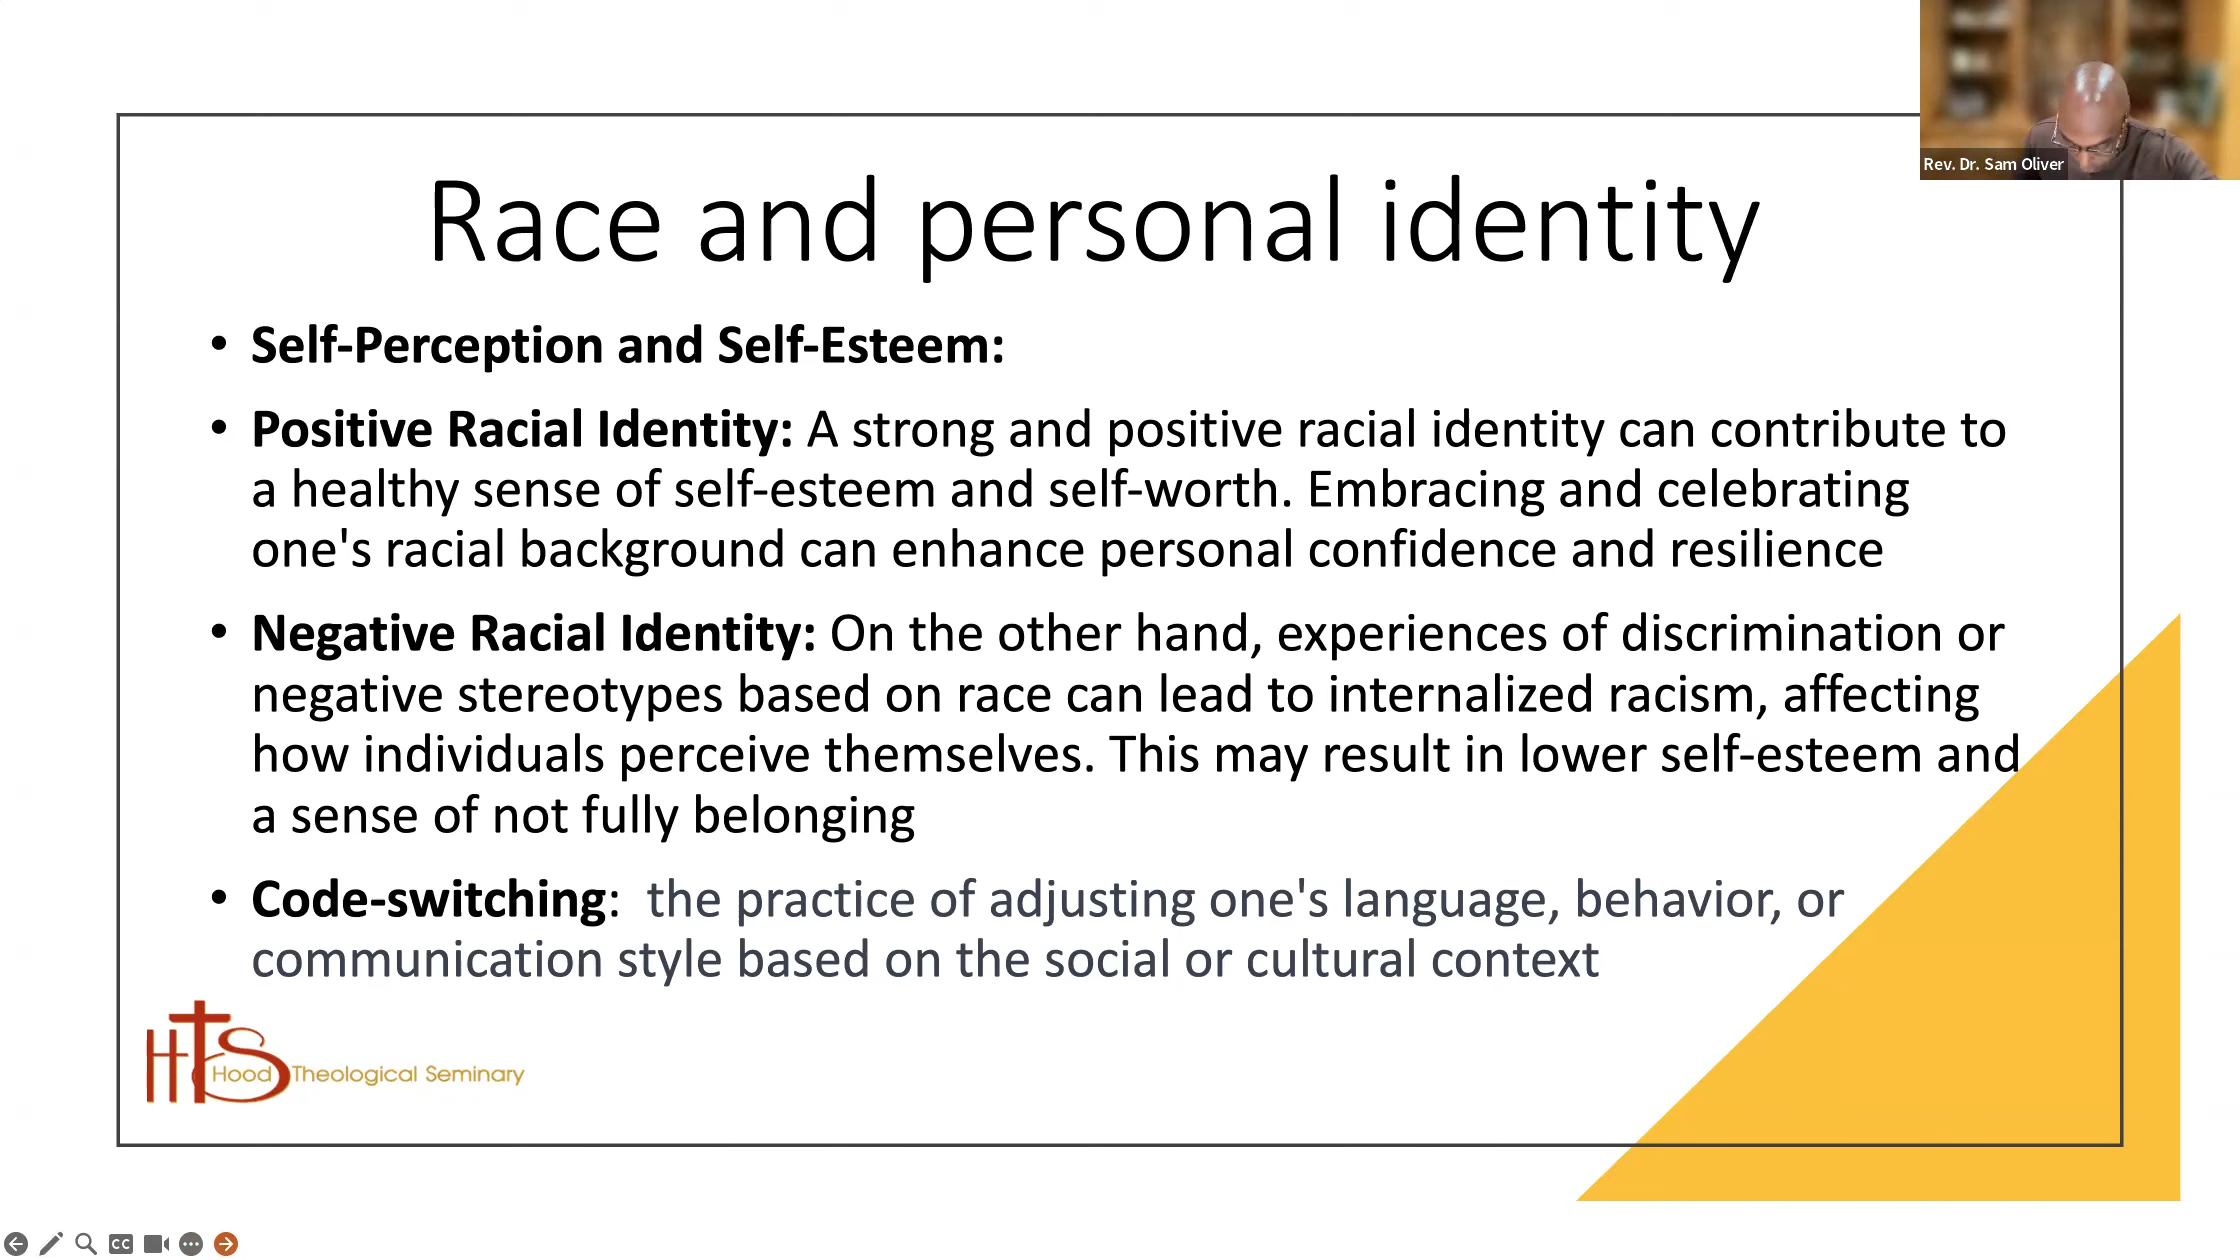 Rev. Dr. Sam Oliver
Race and personal identity
• Self-Perception and Self-Esteem:
• Positive Racial Identity: A strong and positive racial identity can contribute to
a healthy sense of self-esteem and self-worth. Embracing and celebrating
one's racial background can enhance personal confidence and resilience
• Negative Racial Identity: On the other hand, experiences of discrimination or
negative stereotypes based on race can lead to internalized racism, affecting
how individuals perceive themselves. This may result in lower self-esteem and
a sense of not fully belonging
• Code-switching:  the practice of adjusting one's language, behavior, or
communication style based on the social or cultural context
HTS
Hood Theological Seminary
CC